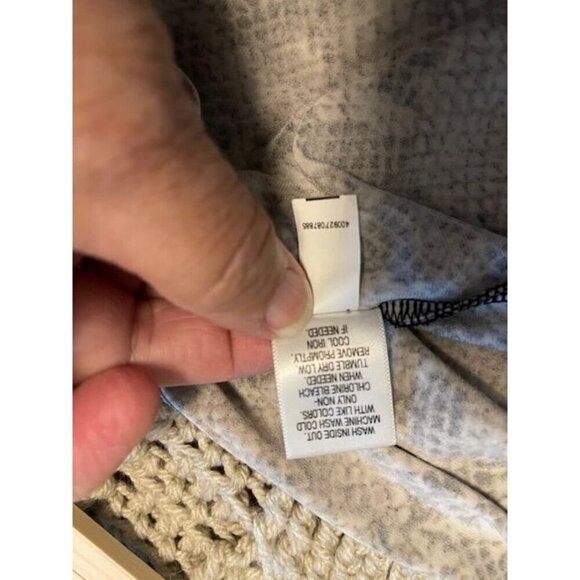 WASH INSIDE OUT.
MACHINE WASH COLD
WITH LIKE COLORS.
ONLY NON-
CHLORINE BLEACH
WHEN NEEDED.
TUMBLE DRY LOW
REMOVE PROMPTLY.
COOL IRON
IF NEEDED.
400927087885